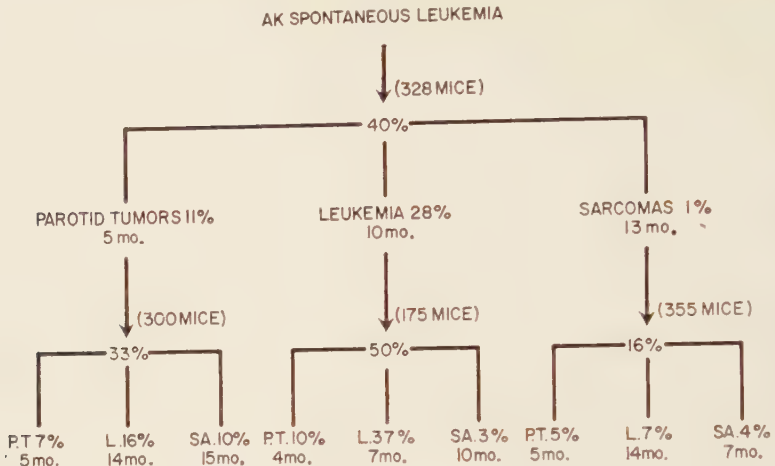 AK SPONTANEOUS LEUKEMIA
(328 MICE)
40%
PAROTID TUMORS 11%
5 mo.
LEUKEMIA 28%
10 mo.
SARCOMAS 1%
13 mo.
(300 MICE)
(175 MICE)
(355 MICE)
33%
50%
16%
P.T. 7%
5 mo.
L. 16%
14 mo.
SA. 10%
15 mo.
P.T. 10%
4 mo.
L. 37%
7 mo.
SA. 3%
10 mo.
P.T. 5%
5 mo.
L. 7%
14 mo.
SA. 4%
7 mo.